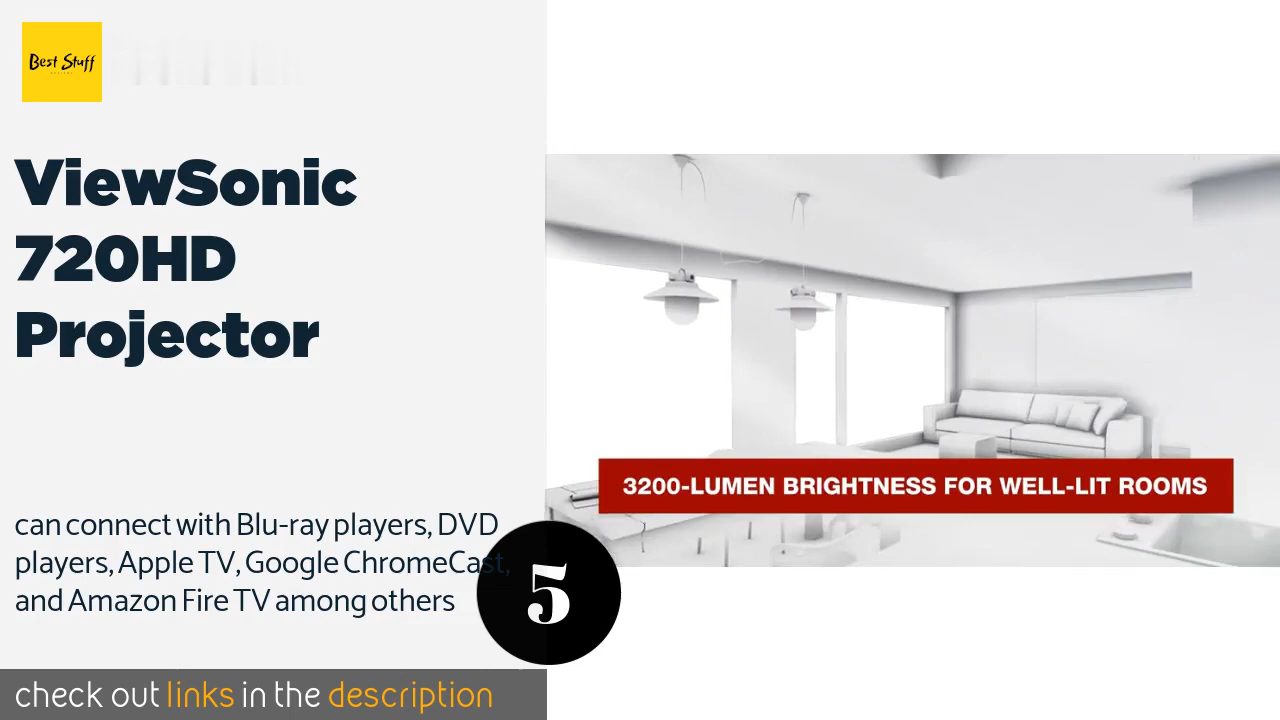 Best Stuff
ViewSonic
720HD
Projector
3200-LUMEN BRIGHTNESS FOR WELL-LIT ROOMS
can connect with Blu-ray players, DVD
players, Apple TV, Google ChromeCast,
and Amazon Fire TV among others
5
check out links in the description